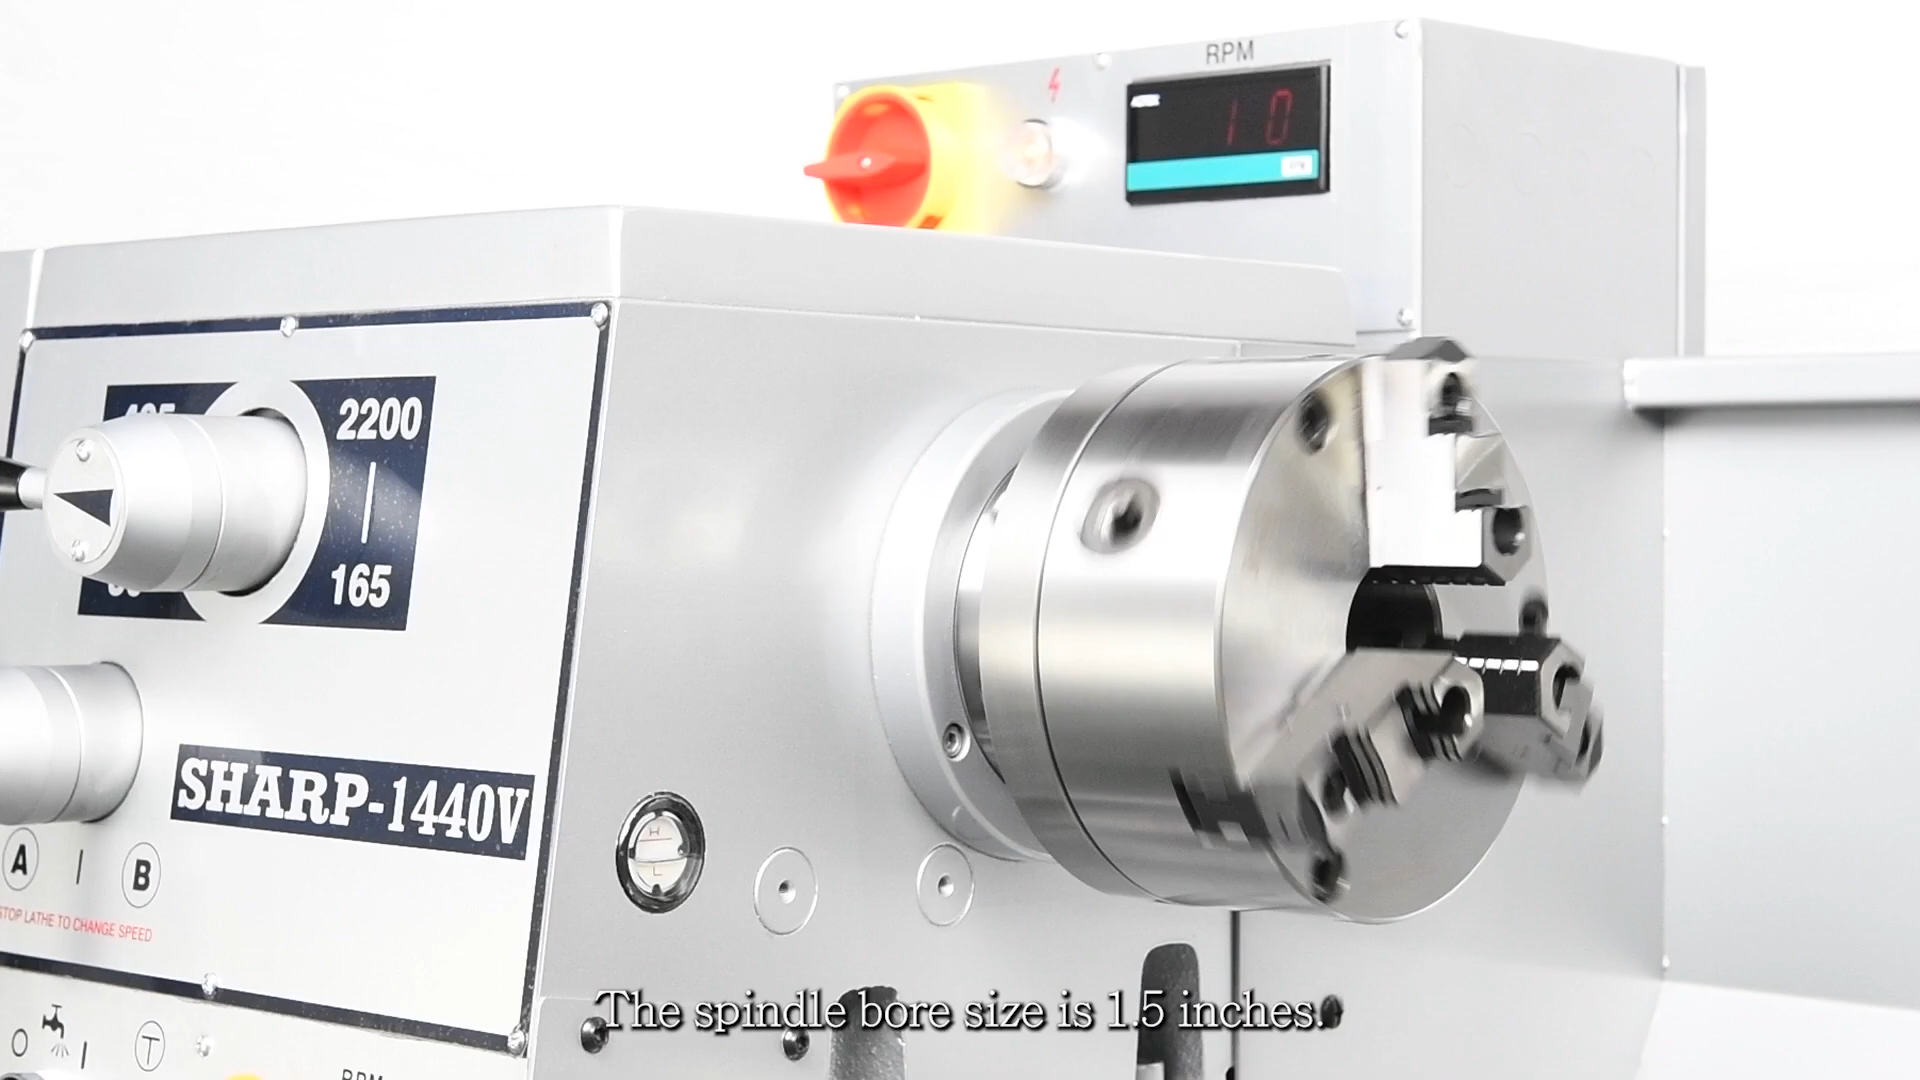 RPM
10
2200
165
SHARP-1440V
A
B
STOP LATHE TO CHANGE SPEED
H
L
The spindle bore size is 1.5 inches.
T
RPM